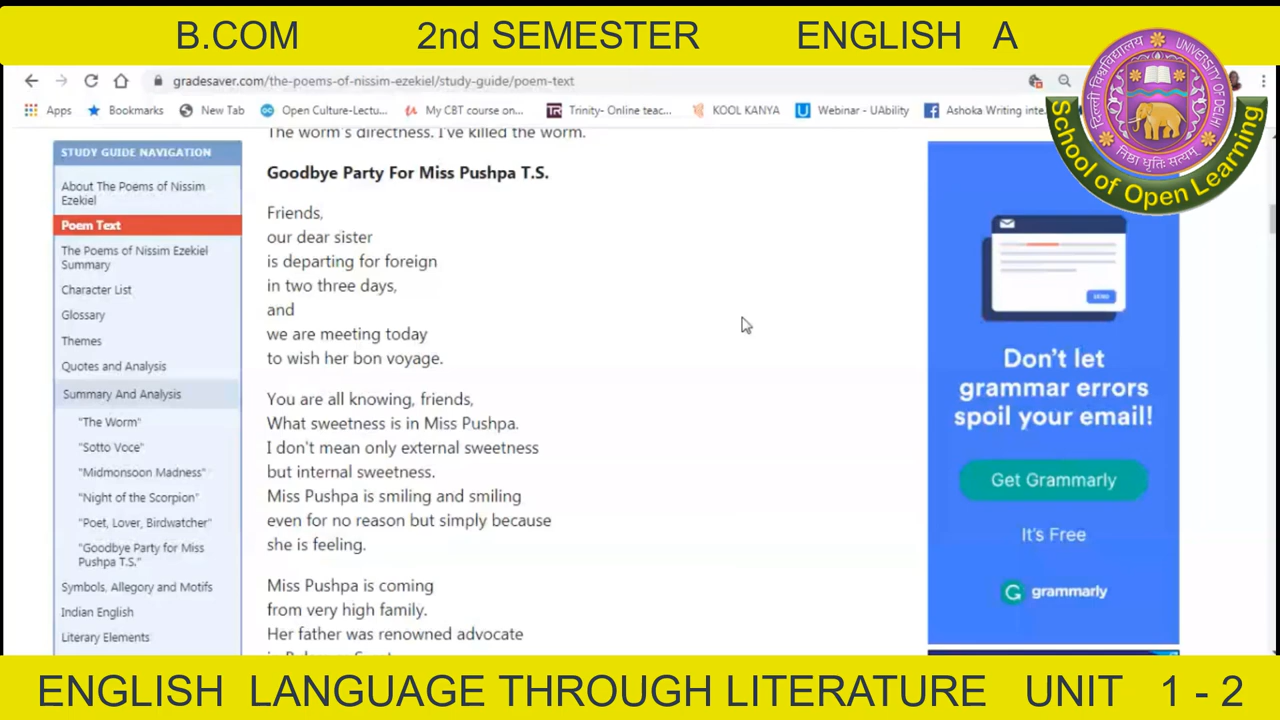 B.COM 2nd SEMESTER ENGLISH A
gradesaver.com/the-poems-of-nissim-ezekiel/study-guide/poem-text
Apps Bookmarks New Tab Open Culture-Lectu... My CBT course on... Trinity- Online teac... KOOL KANYA Webinar - UAbility Ashoka Writing inte...
दिल्ली विश्वविद्यालय UNIVERSITY OF DELHI
निष्ठा धृतिः सत्यम्
School of Open Learning
STUDY GUIDE NAVIGATION
About The Poems of Nissim
Ezekiel
Poem Text
The Poems of Nissim Ezekiel
Summary
Character List
Glossary
Themes
Quotes and Analysis
Summary And Analysis
"The Worm"
"Sotto Voce"
"Midmonsoon Madness"
"Night of the Scorpion"
"Poet, Lover, Birdwatcher"
"Goodbye Party for Miss
Pushpa T.S."
Symbols, Allegory and Motifs
Indian English
Literary Elements
The worm's directness. I've killed the worm.
Goodbye Party For Miss Pushpa T.S.
Friends,
our dear sister
is departing for foreign
in two three days,
and
we are meeting today
to wish her bon voyage.
You are all knowing, friends,
What sweetness is in Miss Pushpa.
I don't mean only external sweetness
but internal sweetness.
Miss Pushpa is smiling and smiling
even for no reason but simply because
she is feeling.
Miss Pushpa is coming
from very high family.
Her father was renowned advocate
SEND
Don't let
grammar errors
spoil your email!
Get Grammarly
It's Free
grammarly
ENGLISH LANGUAGE THROUGH LITERATURE UNIT 1 - 2